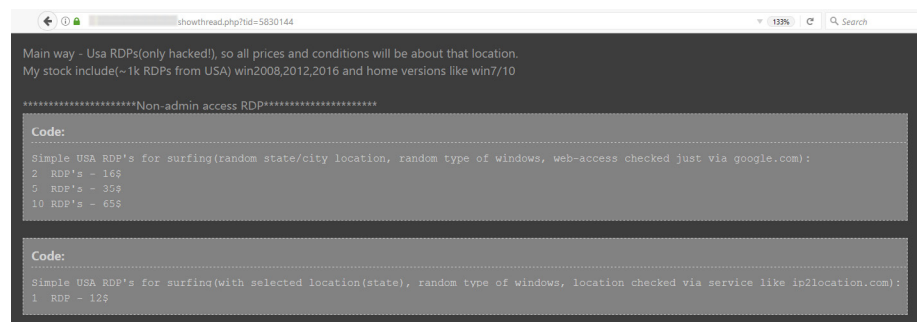 showthread.php?tid=5830144
133%
Search
Main way - Usa RDPs(only hacked!), so all prices and conditions will be about that location.
My stock include(~1k RDPs from USA) win2008,2012,2016 and home versions like win7/10
**********************Non-admin access RDP**********************
Code:
Simple USA RDP's for surfing(random state/city location, random type of windows, web-access checked just via google.com):
2 RDP's - 16$
5 RDP's - 35$
10 RDP's - 65$
Code:
Simple USA RDP's for surfing(with selected location(state), random type of windows, location checked via service like ip2location.com):
1 RDP - 12$